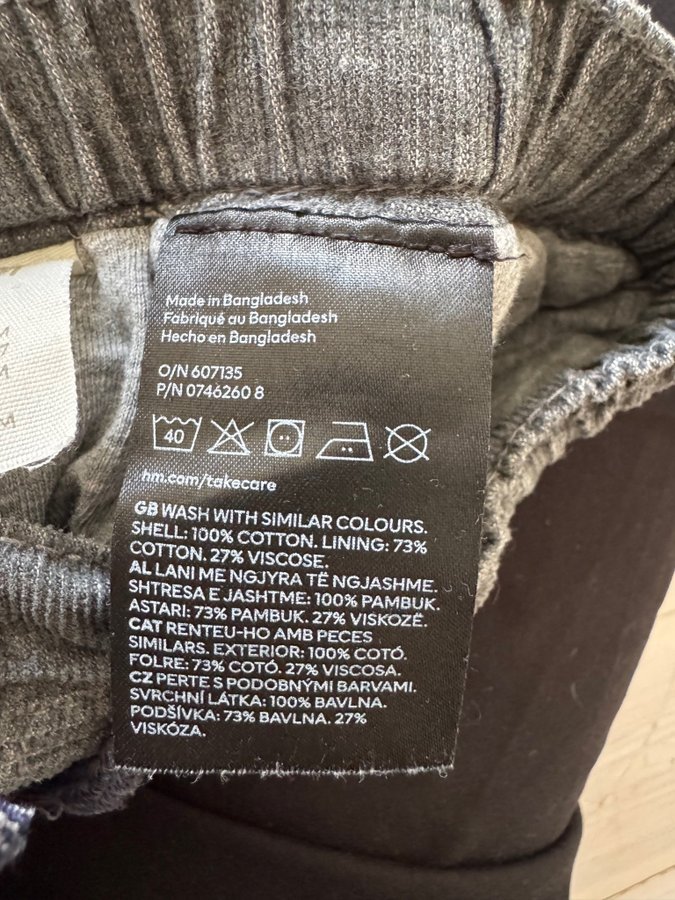 Made in Bangladesh
Fabriqué au Bangladesh
Hecho en Bangladesh
O/N 607135
P/N 0746260 8
40
hm.com/takecare
GB WASH WITH SIMILAR COLOURS.
SHELL: 100% COTTON. LINING: 73%
COTTON. 27% VISCOSE.
AL LANI ME NGJYRA TË NGJASHME.
SHTRESA E JASHTME: 100% PAMBUK.
ASTARI: 73% PAMBUK. 27% VISKOZË.
CAT RENTEU-HO AMB PECES
SIMILARS. EXTERIOR: 100% COTÓ.
FOLRE: 73% COTÓ. 27% VISCOSA.
CZ PERTE S PODOBNÝMI BARVAMI.
SVRCHNÍ LÁTKA: 100% BAVLNA.
PODŠÍVKA: 73% BAVLNA. 27%
VISKÓZA.